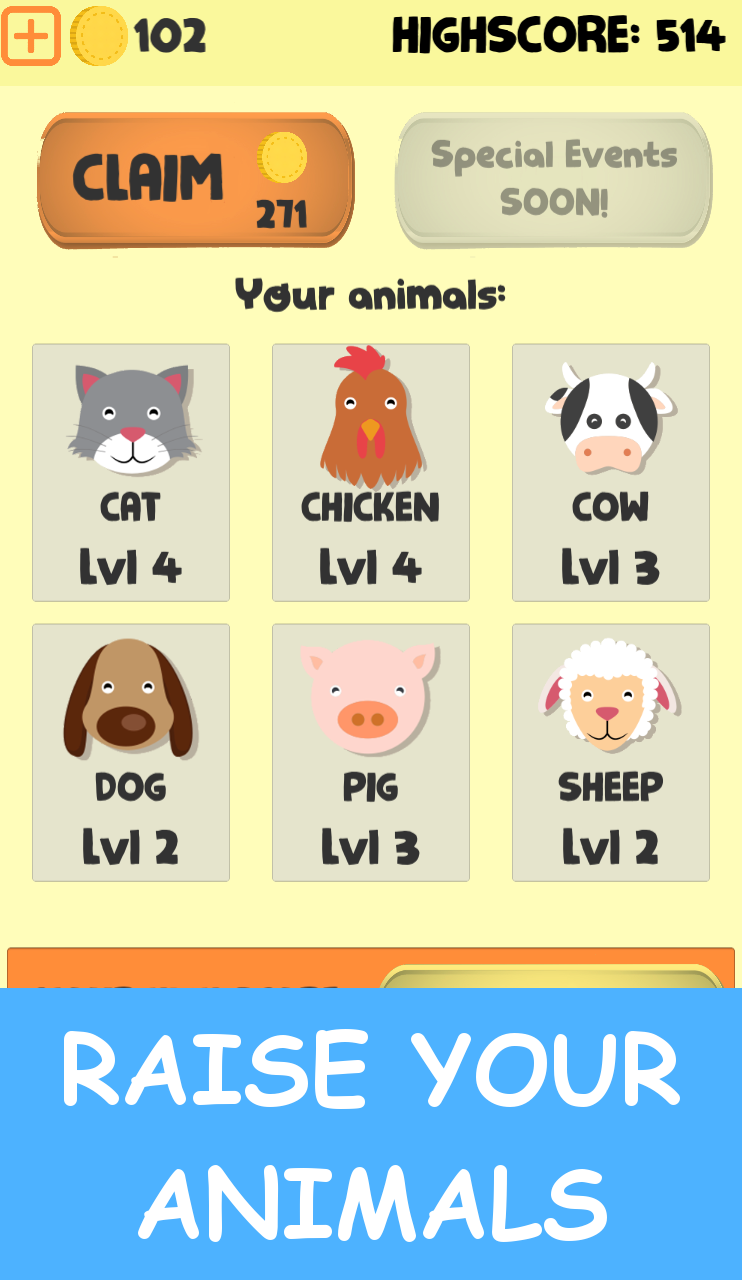 102 HIGHSCORE: 514
CLAIM
271
Special Events
SOON!
Your animals:
CAT
Lvl 4
CHICKEN
Lvl 4
COW
Lvl 3
DOG
Lvl 2
PIG
Lvl 3
SHEEP
Lvl 2
RAISE YOUR
ANIMALS